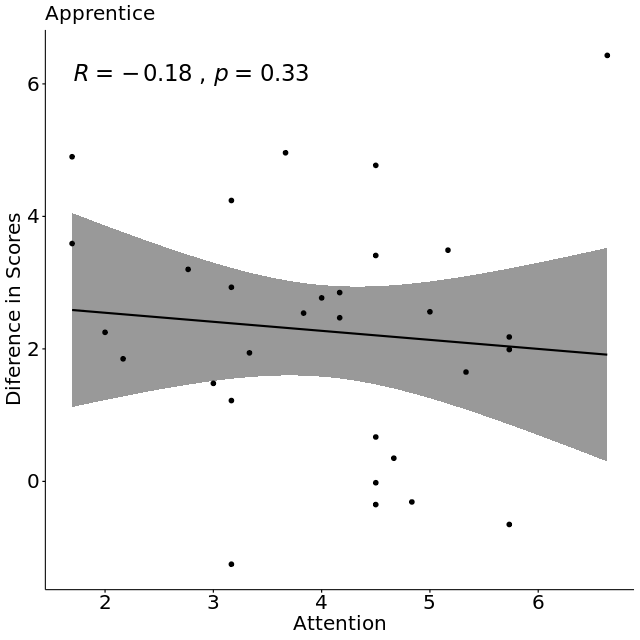 Apprentice
R = −0.18 , p = 0.33
6
4
2
0
Diference in Scores
2 3 4 5 6
Attention